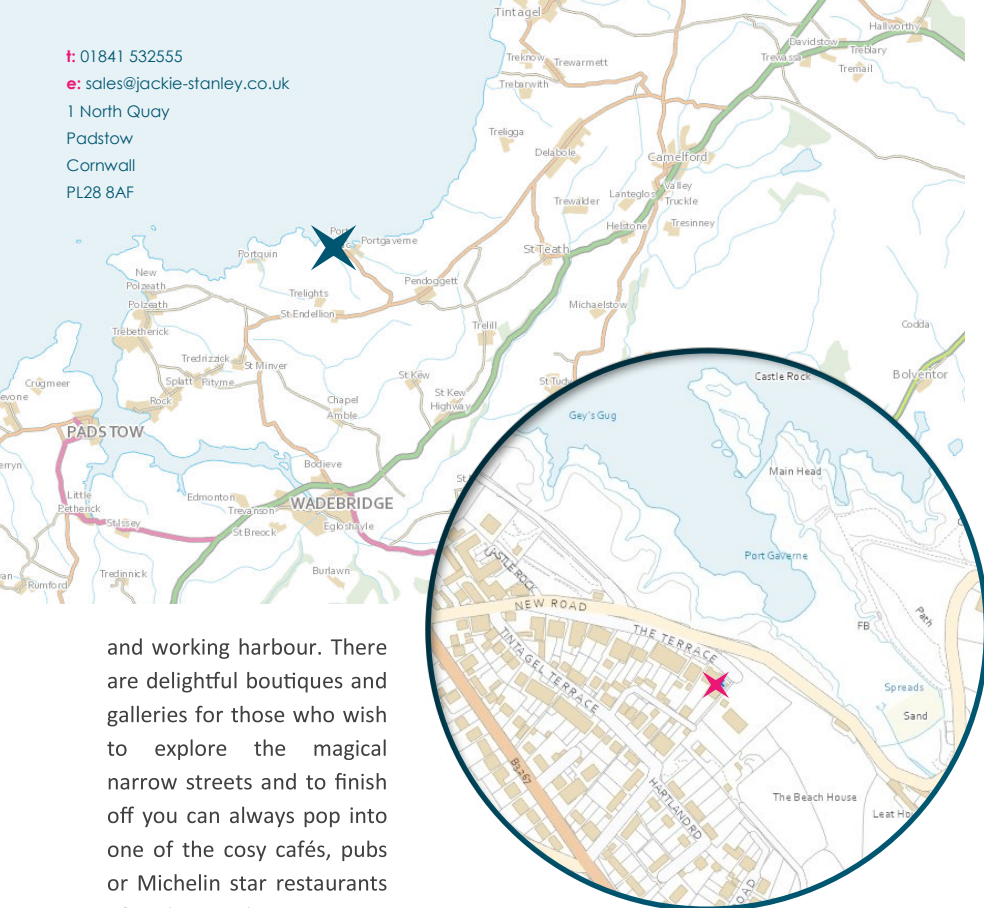 t: 01841 532555
e: sales@jackie-stanley.co.uk
1 North Quay
Padstow
Cornwall
PL28 8AF
Tintagel
Hallworthy
Davidstow
Treblary
Treknow
Trewarmett
Trewassa
Tremail
Trebarwith
Treligga
Delabole
Camelford
Valley
Truckle
Lanteglos
Trewalder
Tresinney
Helstone
Port
Portgaverne
St Teath
Portquin
New
Polzeath
Polzeath
Pendoggett
Trelights
St Endellion
Michaelstow
Trelill
Trebetherick
Codda
Tredrizzick
St Minver
Bolventor
Crugmeer
Splatt
Pityme
St Kew
St Tudy
Rock
Chapel
Amble
St Kew
Highway
PADSTOW
Bodieve
Little
Petherick
Edmonton
Trevanson
WADEBRIDGE
St Issey
St Breock
Egloshayle
Tredinnick
Burlawn
Rumford
Castle Rock
Gey's Gug
Main Head
Port Gaverne
CASTLE ROCK
NEW ROAD
THE TERRACE
TINTAGEL TERRACE
Path
FB
Spreads
Sand
B3267
HARTLAND RD
The Beach House
Leat Ho
OAD
and working harbour. There
are delightful boutiques and
galleries for those who wish
to explore the magical
narrow streets and to finish
off you can always pop into
one of the cosy cafés, pubs
or Michelin star restaurants